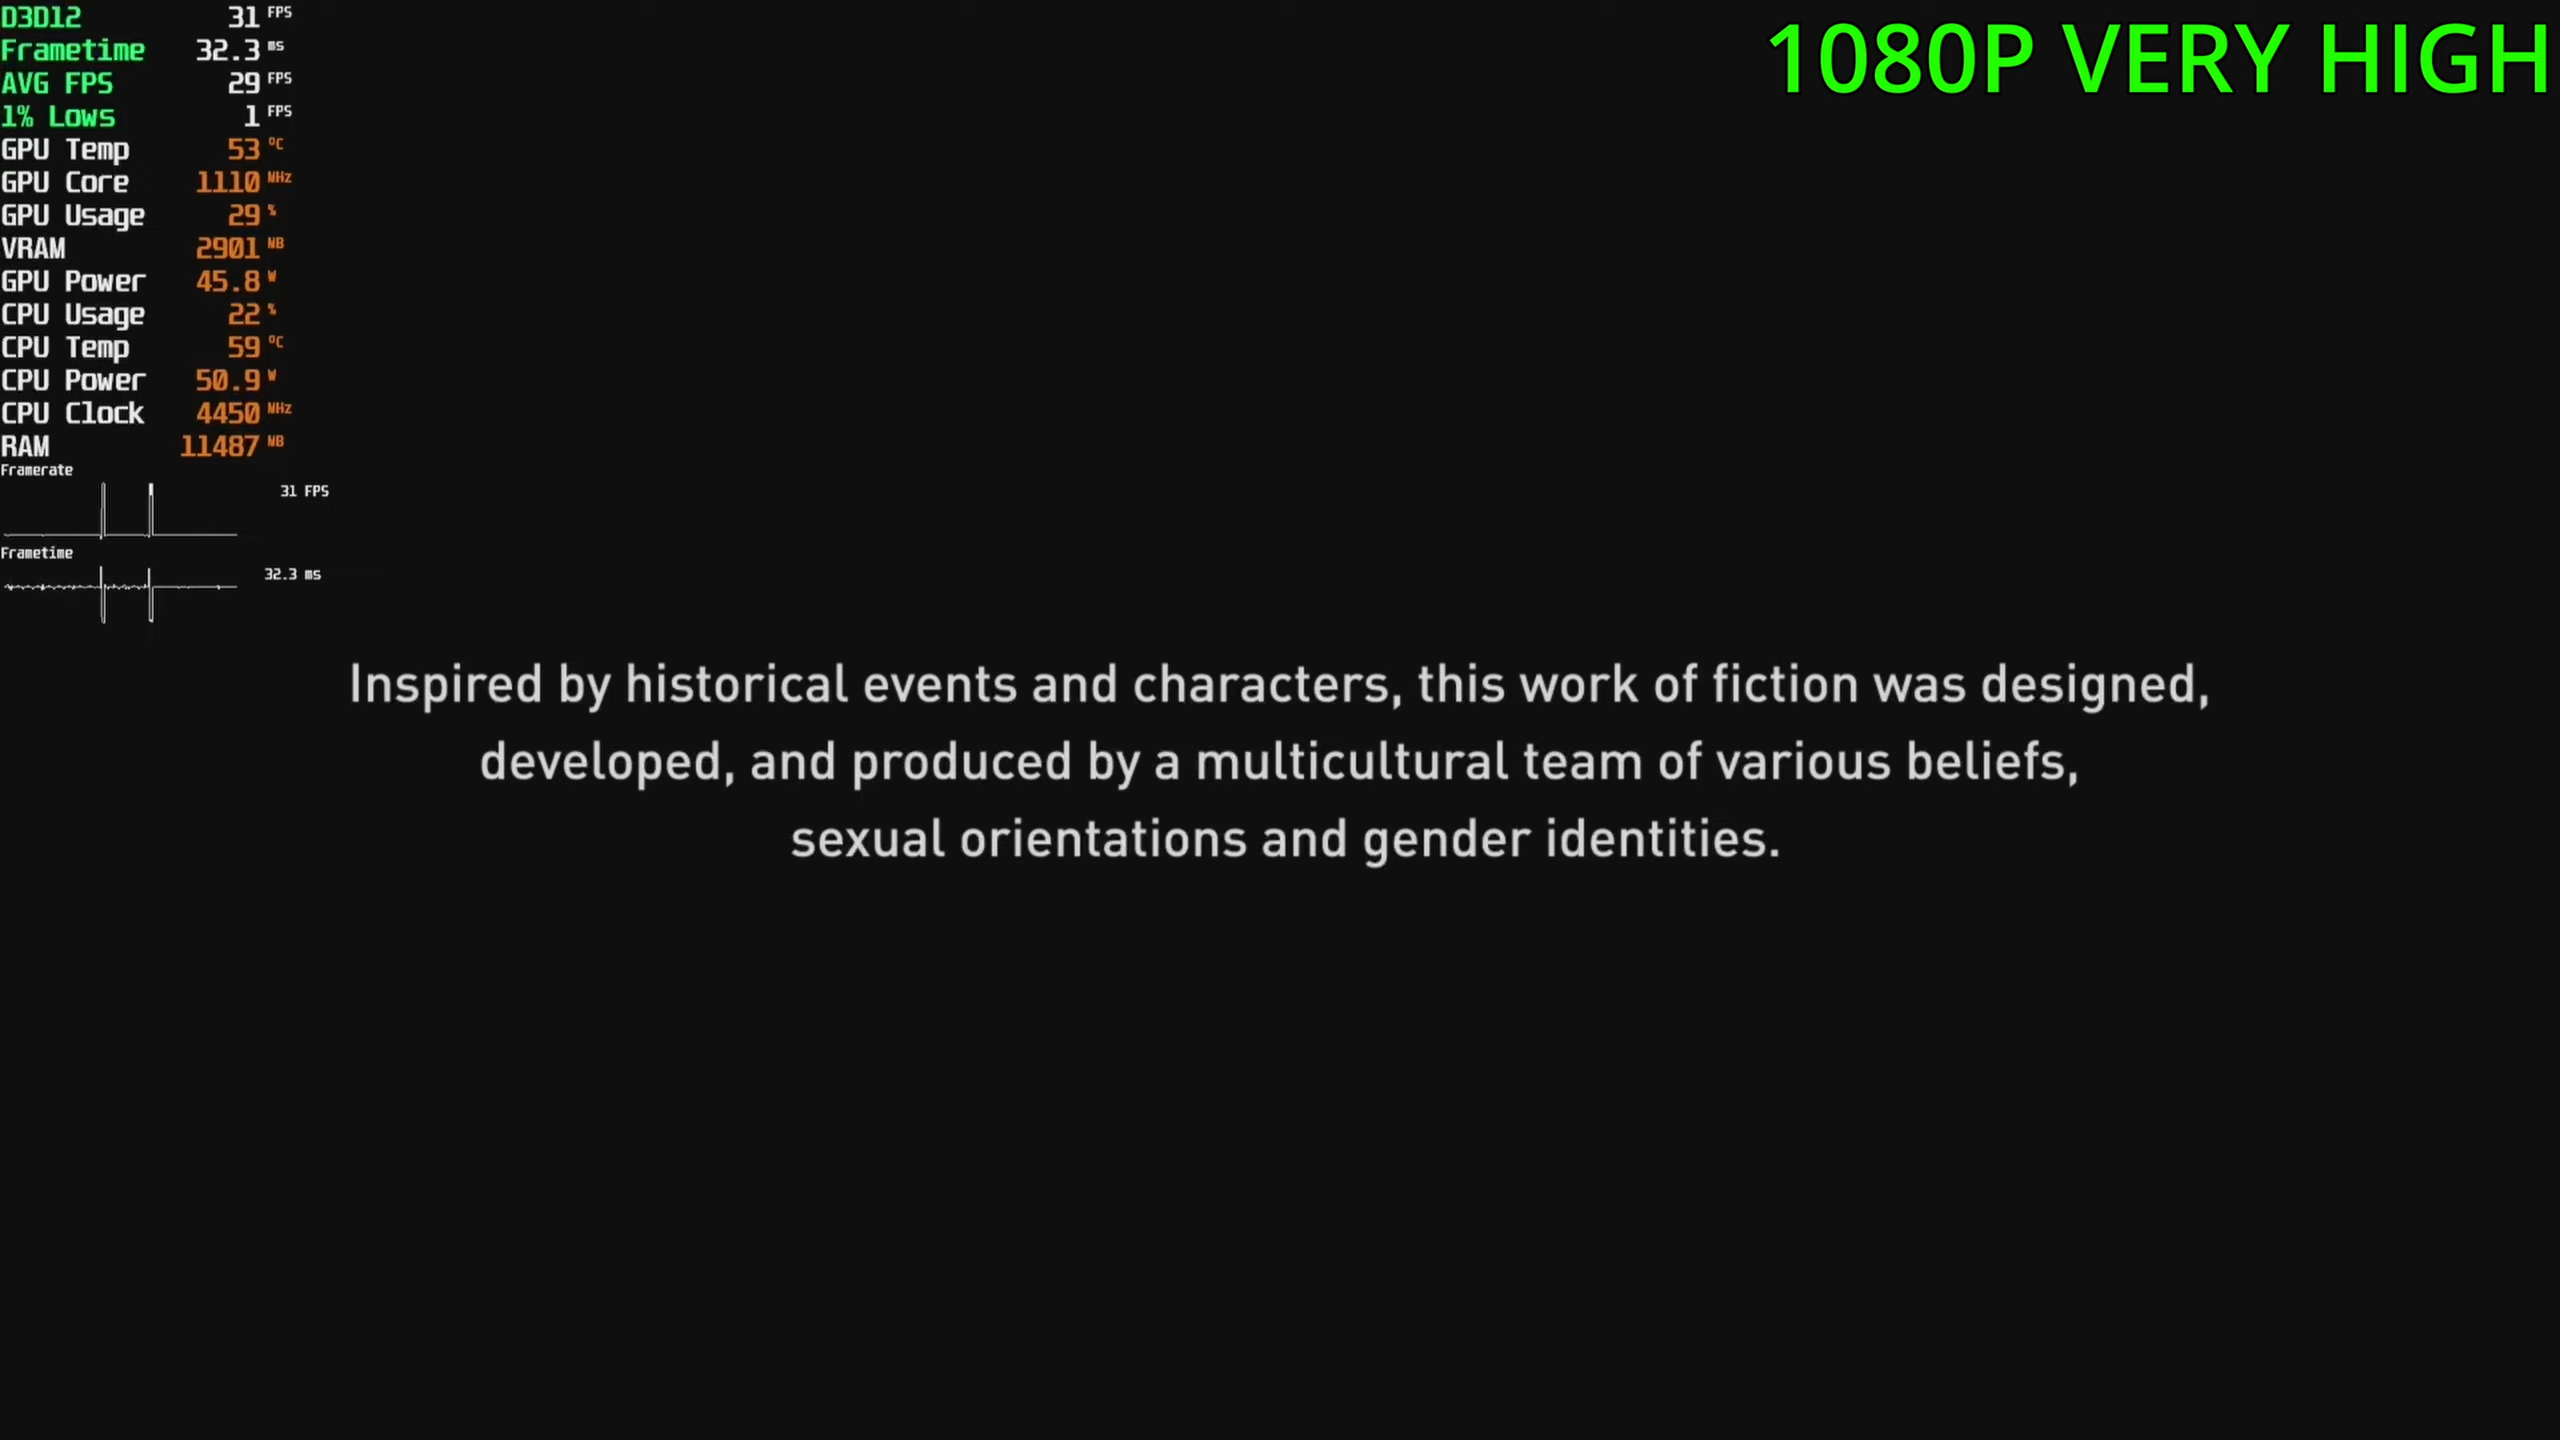 D3D12 31 FPS
Frametime 32.3 ms
AVG FPS 29 FPS
1% Lows 1 FPS
GPU Temp 53 °C
GPU Core 1110 MHz
GPU Usage 29 %
VRAM 2901 MB
GPU Power 45.8 W
CPU Usage 22 %
CPU Temp 59 °C
CPU Power 50.9 W
CPU Clock 4450 MHz
RAM 11487 MB
Framerate
31 FPS
Frametime
32.3 ms
1080P VERY HIGH
Inspired by historical events and characters, this work of fiction was designed,
developed, and produced by a multicultural team of various beliefs,
sexual orientations and gender identities.